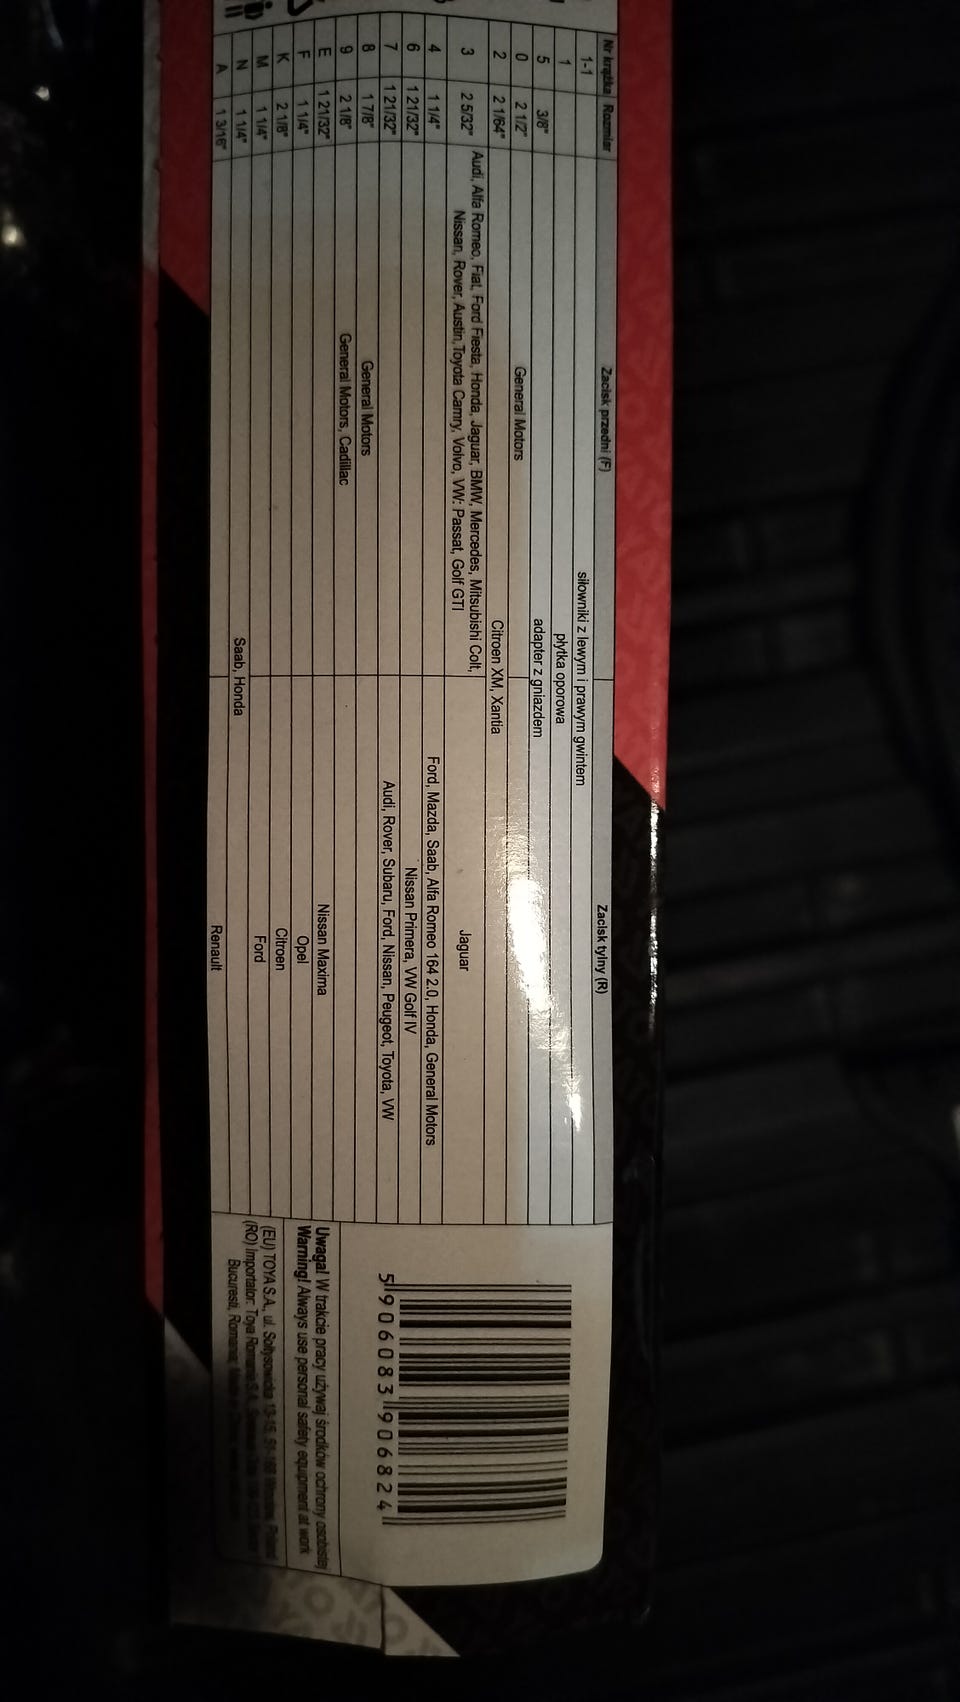 Nr krążka Rozmiar Zacisk przedni (F) Zacisk tylny (R)
1-1 siłowniki z lewym i prawym gwintem
1 płytka oporowa
5 3/8" adapter z gniazdem
0 2 1/2" General Motors
2 2 1/64" Citroen XM, Xantia
3 2 5/32" Audi, Alfa Romeo, Fiat, Ford Fiesta, Honda, Jaguar, BMW, Mercedes, Mitsubishi Colt, Jaguar
Nissan, Rover, Austin, Toyota Camry, Volvo, VW: Passat, Golf GTI
4 1 1/4" Ford, Mazda, Saab, Alfa Romeo 164 2.0, Honda, General Motors
6 1 21/32" Nissan Primera, VW Golf IV
7 1 21/32" Audi, Rover, Subaru, Ford, Nissan, Peugeot, Toyota, VW
8 1 7/8" General Motors
9 2 1/8" General Motors, Cadillac
E 1 21/32" Nissan Maxima
F 1 1/4" Opel
K 2 1/8" Citroen
M 1 1/4" Ford
N 1 1/4" Saab, Honda
A 1 3/16" Renault
5 906083 906824
Uwaga! W trakcie pracy używaj środków ochrony osobistej
Warning! Always use personal safety equipment at work
(EU) TOYA S.A., ul. Sołtysowicka 13-15, 51-168 Wrocław, Poland
(RO) Importator: Toya Romania S.A.
Bucuresti, Romania